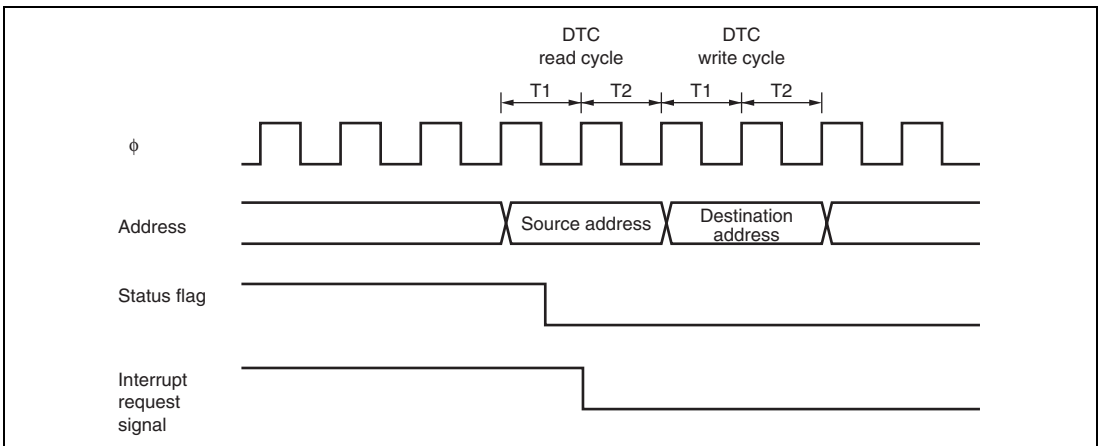 DTC
read cycle
DTC
write cycle
T1
T2
T1
T2
ϕ
Address
Source address
Destination
address
Status flag
Interrupt
request
signal